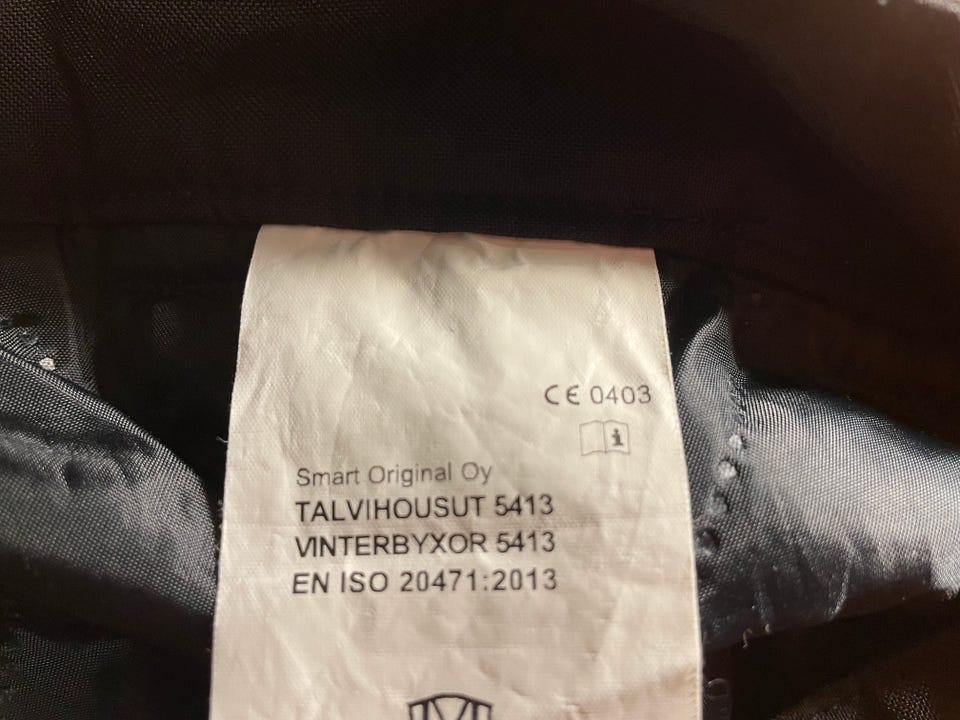 CE 0403
i
Smart Original Oy
TALVIHOUSUT 5413
VINTERBYXOR 5413
EN ISO 20471:2013